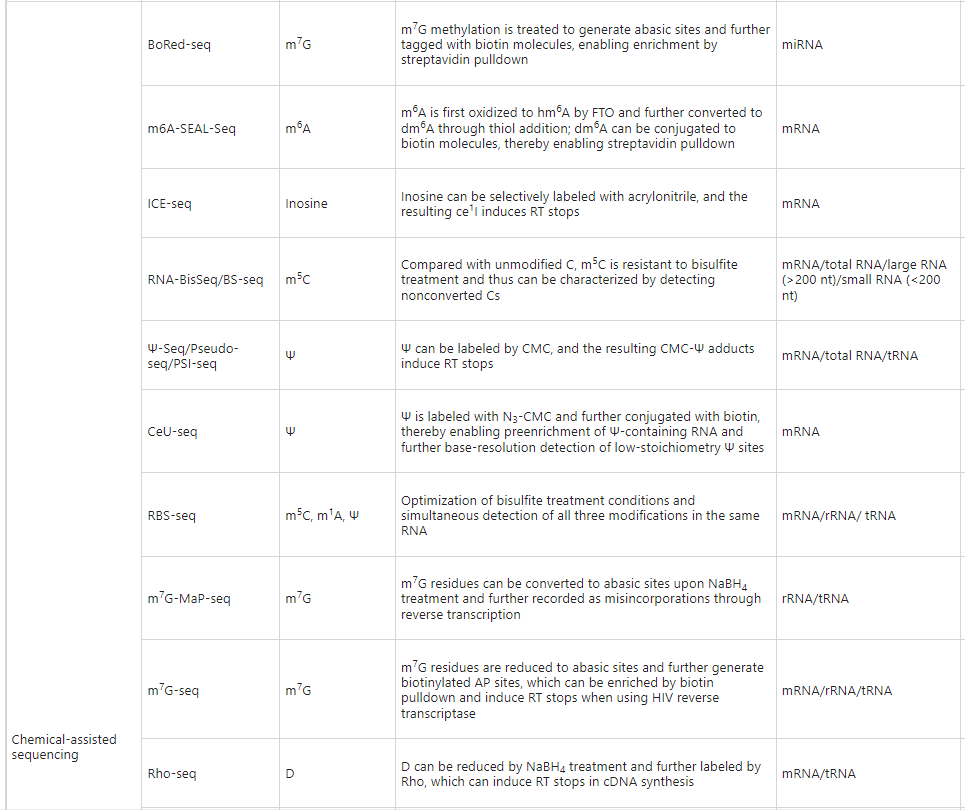 BoRed-seq
m⁷G
m⁷G methylation is treated to generate abasic sites and further
tagged with biotin molecules, enabling enrichment by
streptavidin pulldown
miRNA
m6A-SEAL-Seq
m⁶A
m⁶A is first oxidized to hm⁶A by FTO and further converted to
dm⁶A through thiol addition; dm⁶A can be conjugated to
biotin molecules, thereby enabling streptavidin pulldown
mRNA
ICE-seq
Inosine
Inosine can be selectively labeled with acrylonitrile, and the
resulting ce¹I induces RT stops
mRNA
RNA-BisSeq/BS-seq
m⁵C
Compared with unmodified C, m⁵C is resistant to bisulfite
treatment and thus can be characterized by detecting
nonconverted Cs
mRNA/total RNA/large RNA
(>200 nt)/small RNA (<200
nt)
Ψ-Seq/Pseudo-
seq/PSI-seq
Ψ
Ψ can be labeled by CMC, and the resulting CMC-Ψ adducts
induce RT stops
mRNA/total RNA/tRNA
CeU-seq
Ψ
Ψ is labeled with N₃-CMC and further conjugated with biotin,
thereby enabling preenrichment of Ψ-containing RNA and
further base-resolution detection of low-stoichiometry Ψ sites
mRNA
RBS-seq
m⁵C, m¹A, Ψ
Optimization of bisulfite treatment conditions and
simultaneous detection of all three modifications in the same
RNA
mRNA/rRNA/ tRNA
m⁷G-MaP-seq
m⁷G
m⁷G residues can be converted to abasic sites upon NaBH₄
treatment and further recorded as misincorporations through
reverse transcription
rRNA/tRNA
m⁷G-seq
m⁷G
m⁷G residues are reduced to abasic sites and further generate
biotinylated AP sites, which can be enriched by biotin
pulldown and induce RT stops when using HIV reverse
transcriptase
mRNA/rRNA/tRNA
Chemical-assisted
sequencing
Rho-seq
D
D can be reduced by NaBH₄ treatment and further labeled by
Rho, which can induce RT stops in cDNA synthesis
mRNA/tRNA